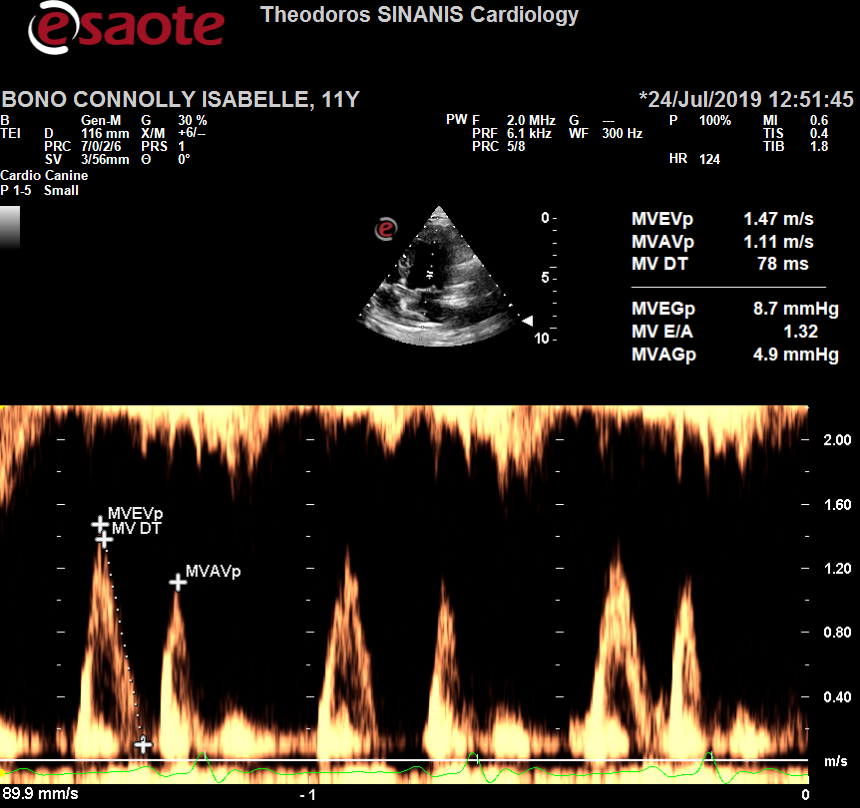 esaote
Theodoros SINANIS Cardiology
BONO CONNOLLY ISABELLE, 11Y
*24/Jul/2019 12:51:45
B Gen-M G 30 %
TEI D 116 mm X/M +6/--
PRC 7/0/2/6 PRS 1
SV 3/56mm Θ 0°
Cardio Canine
P 1-5 Small
PW F 2.0 MHz G --- P 100% MI 0.6
PRF 6.1 kHz WF 300 Hz TIS 0.4
PRC 5/8 TIB 1.8
HR 124
e
0
5
10
MVEVp 1.47 m/s
MVAVp 1.11 m/s
MV DT 78 ms
MVEGp 8.7 mmHg
MV E/A 1.32
MVAGp 4.9 mmHg
2.00
1.60
1.20
0.80
0.40
m/s
MVEVp
MV DT
MVAVp
89.9 mm/s
-1
0